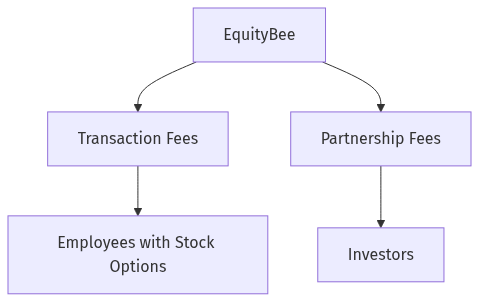 EquityBee
Transaction Fees
Partnership Fees
Employees with Stock
Options
Investors